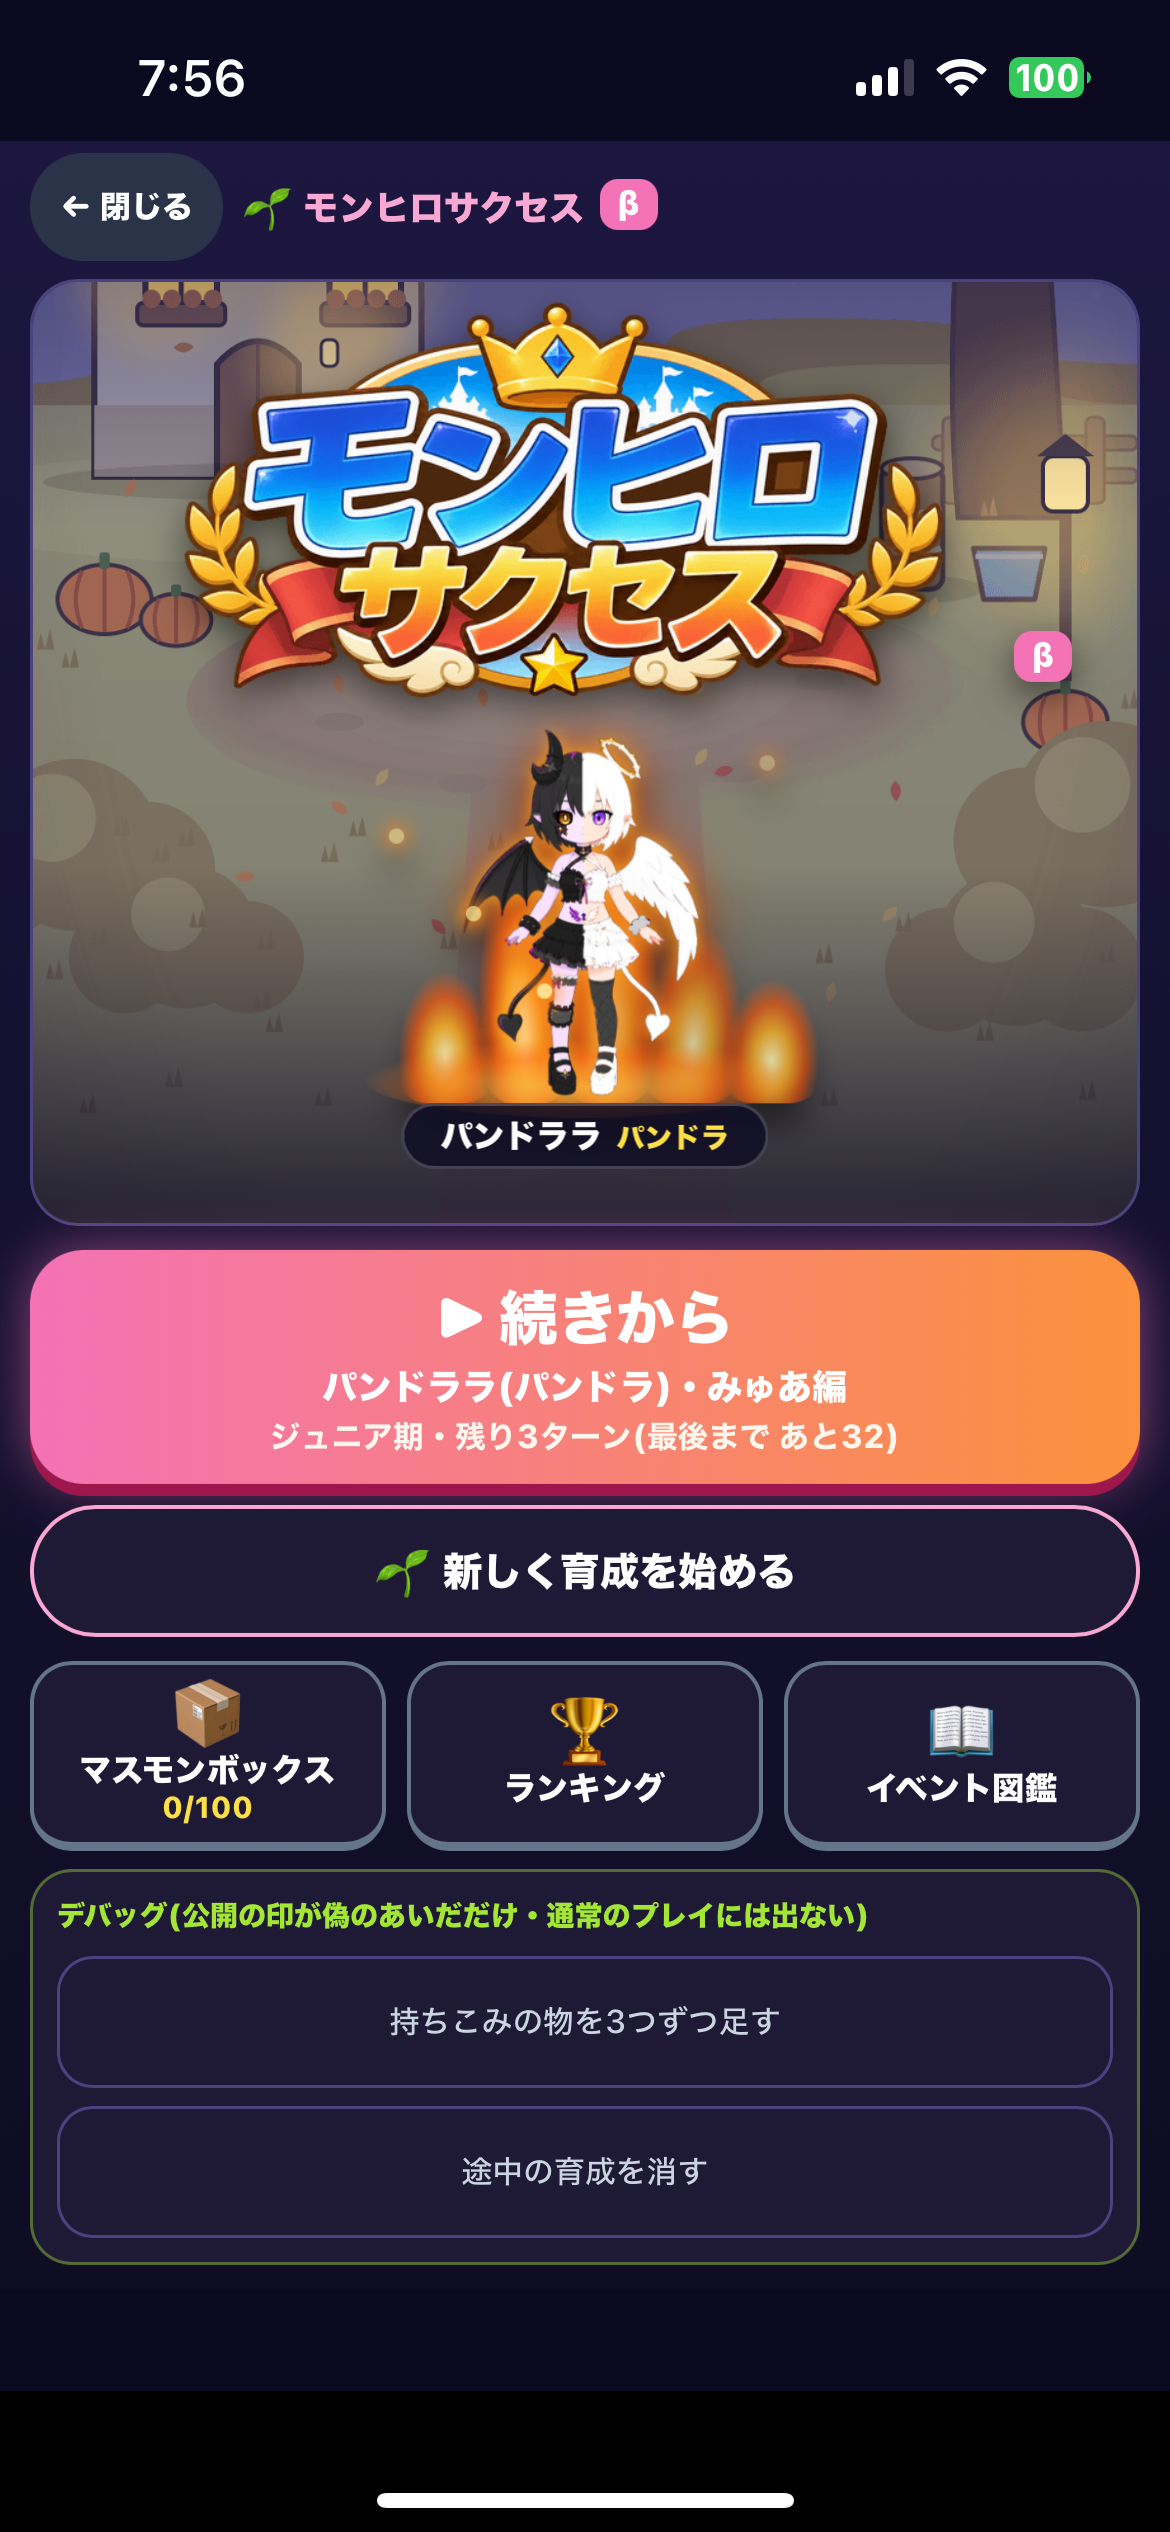 7:56
100
← 閉じる
モンヒロサクセス β
モンヒロ
サクセス
β
パンドララ パンドラ
▶ 続きから
パンドララ(パンドラ)・みゅあ編
ジュニア期・残り3ターン(最後まで あと32)
新しく育成を始める
マスモンボックス
0/100
ランキング
イベント図鑑
デバッグ(公開の印が偽のあいだだけ・通常のプレイには出ない)
持ちこみの物を3つずつ足す
途中の育成を消す